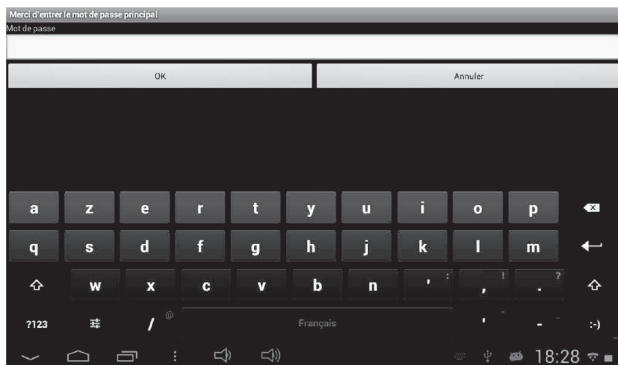 Merci d'entrer le mot de passe principal
Mot de passe
OK Annuler
a z e r t y u i o p
q s d f g h j k l m
w x c v b n ' : , ! . ?
?123 / @ Français ' " - _ :-)
18:28